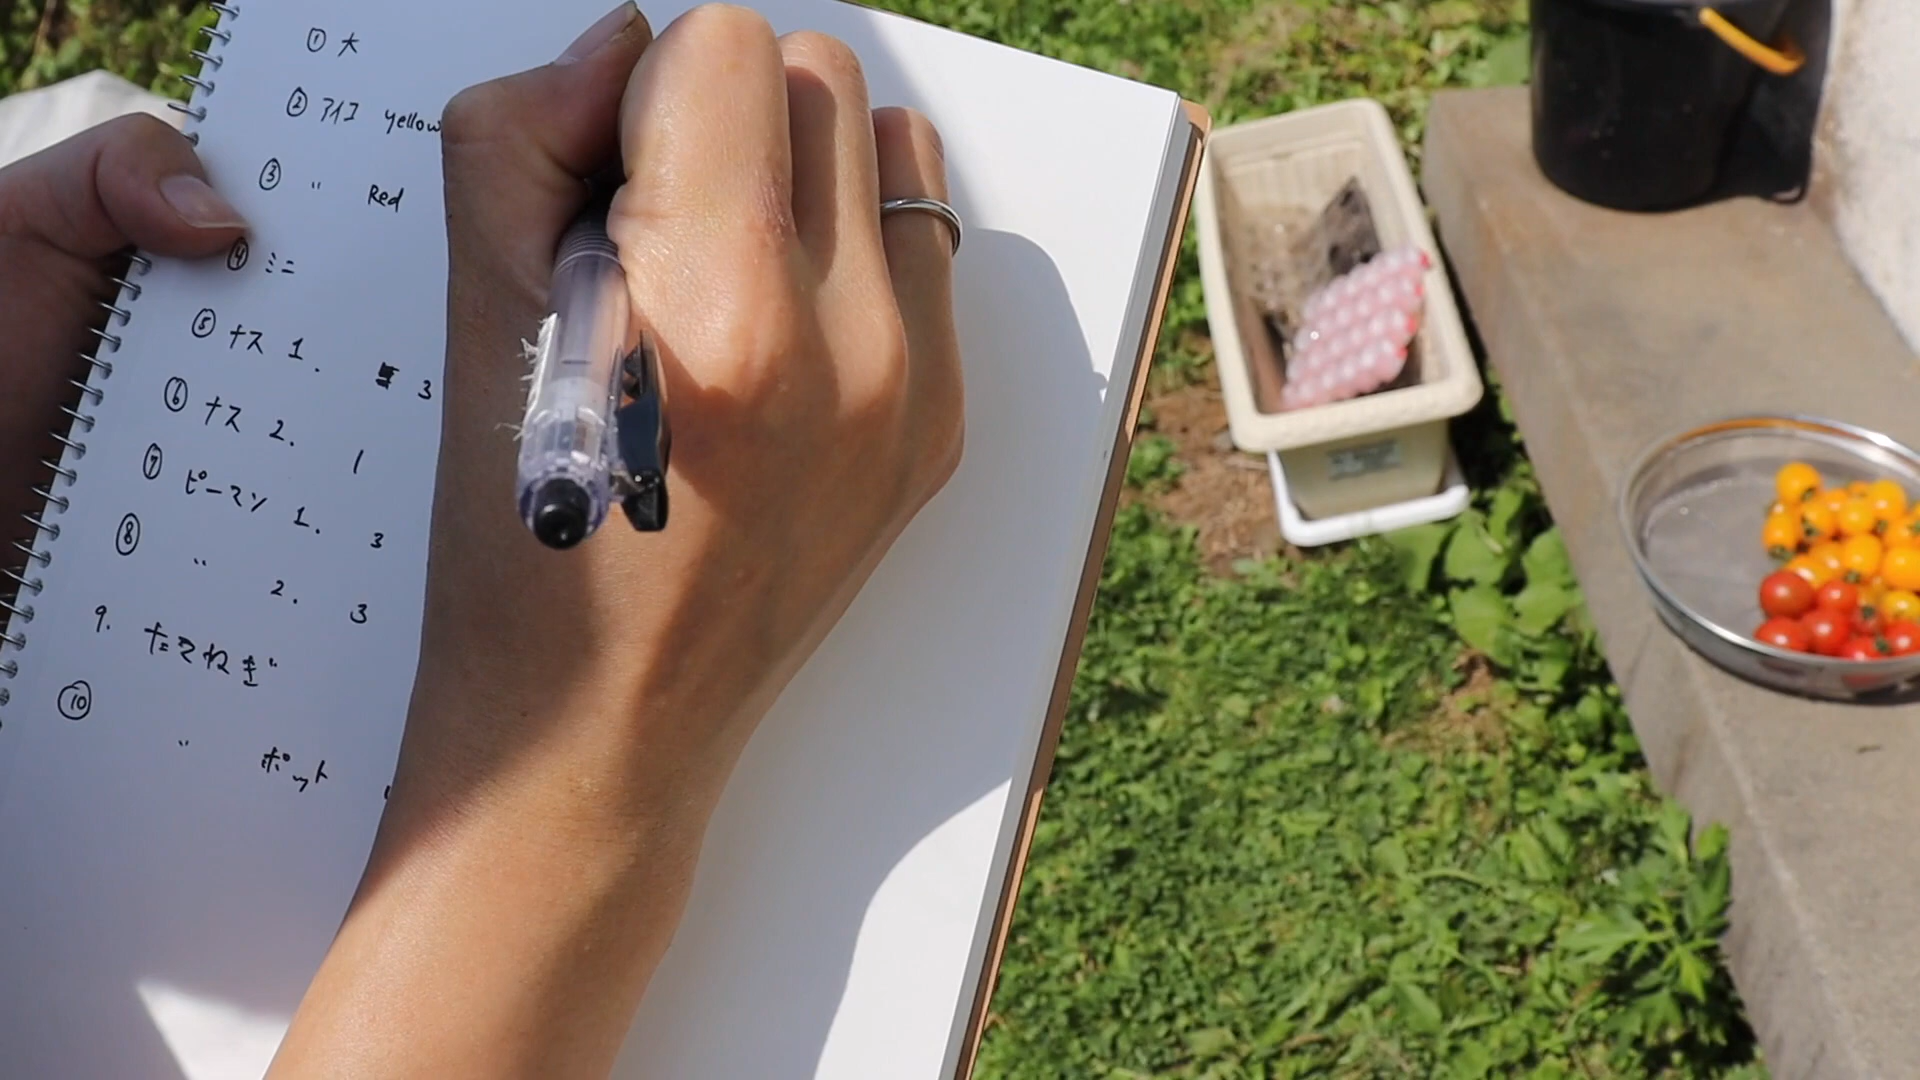 ① 大
② アイコ yellow
③ 〃 Red
④ ミニ
⑤ ナス 1. 3
⑥ ナス 2. 1
⑦ ピーマン 1. 3
⑧ 〃 2. 3
9. たまねぎ
⑩ 〃 ポット